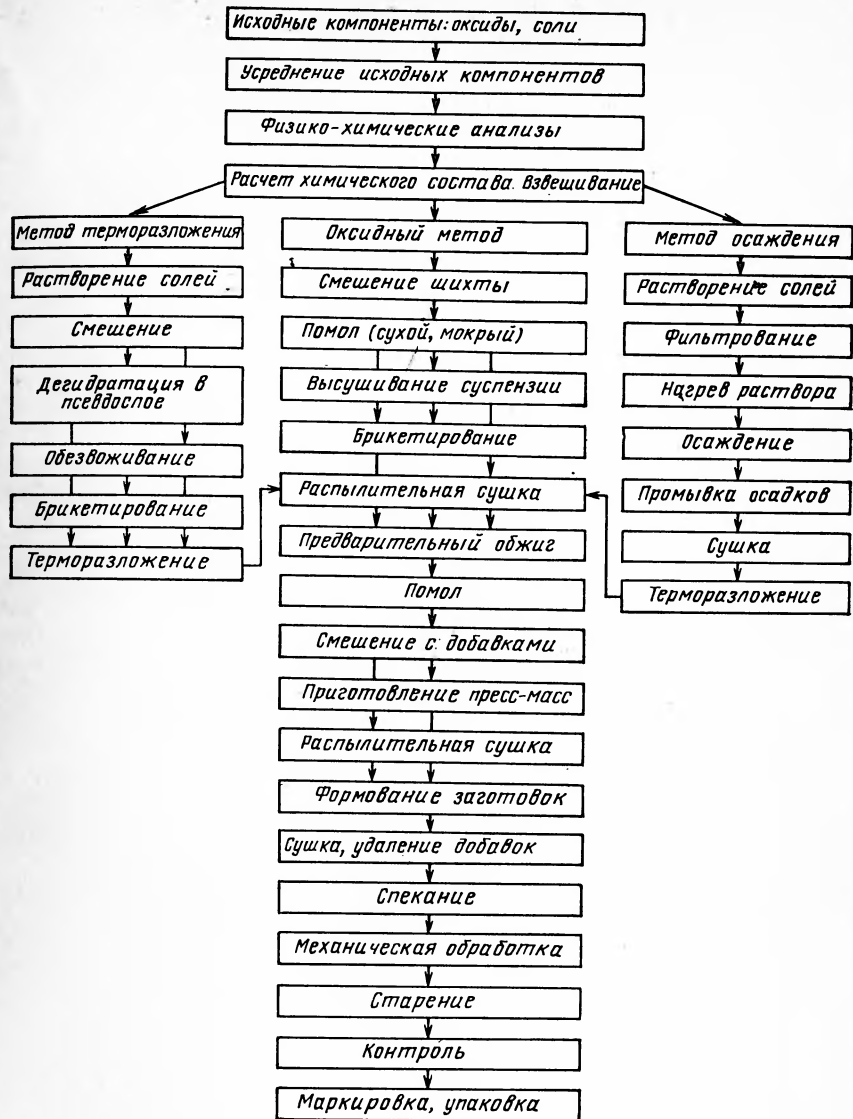 Исходные компоненты: оксиды, соли
Усреднение исходных компонентов
Физико-химические анализы
Расчет химического состава. Взвешивание
Метод терморазложения
Растворение солей
Смешение
Дегидратация в
псевдослое
Обезвоживание
Брикетирование
Терморазложение
Оксидный метод
Смешение шихты
Помол (сухой, мокрый)
Высушивание суспензии
Брикетирование
Распылительная сушка
Предварительный обжиг
Помол
Смешение с добавками
Приготовление пресс-масс
Распылительная сушка
Формование заготовок
Сушка, удаление добавок
Спекание
Механическая обработка
Старение
Контроль
Маркировка, упаковка
Метод осаждения
Растворение солей
Фильтрование
Нагрев раствора
Осаждение
Промывка осадков
Сушка
Терморазложение